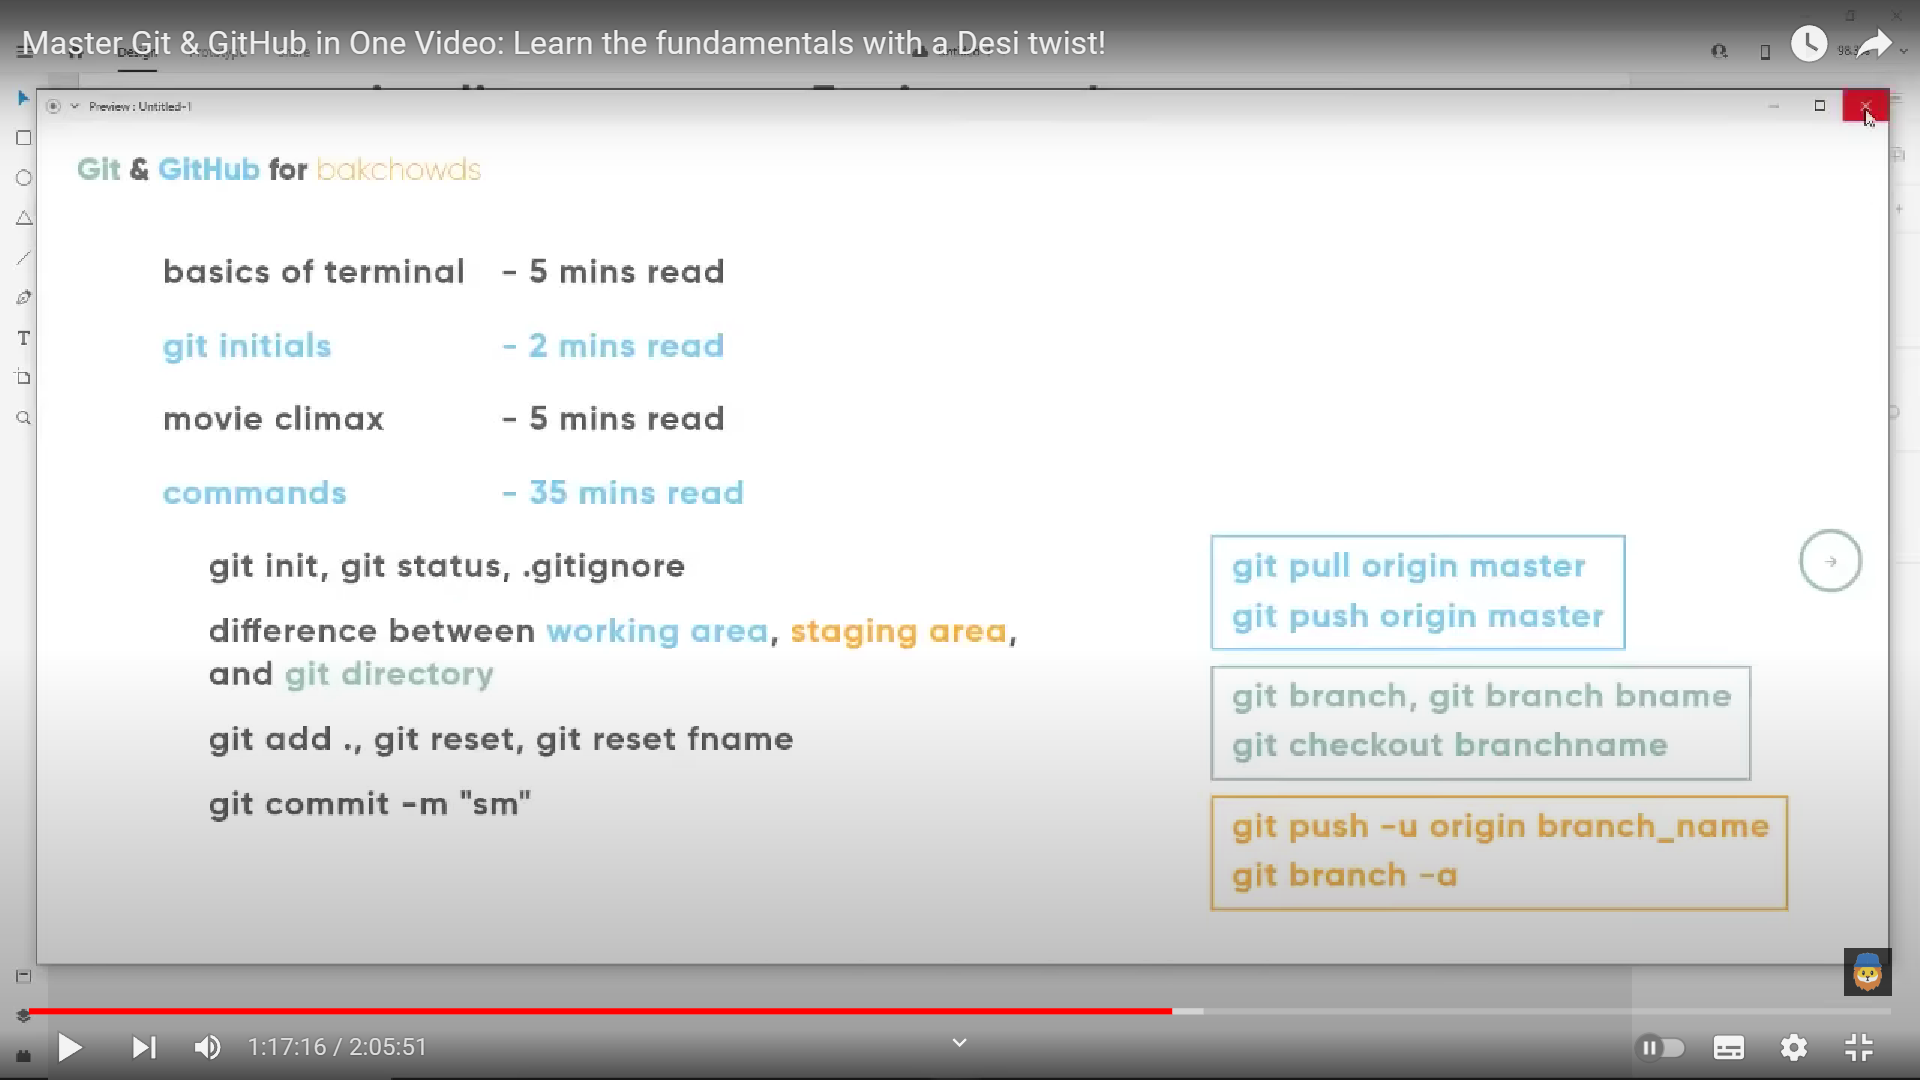 Master Git & GitHub in One Video: Learn the fundamentals with a Desi twist!
Preview : Untitled-1
Git & GitHub for bakchowds
basics of terminal - 5 mins read
git initials - 2 mins read
movie climax - 5 mins read
commands - 35 mins read
git init, git status, .gitignore
difference between working area, staging area,
and git directory
git add ., git reset, git reset fname
git commit -m "sm"
git pull origin master
git push origin master
git branch, git branch bname
git checkout branchname
git push -u origin branch_name
git branch -a
1:17:16 / 2:05:51